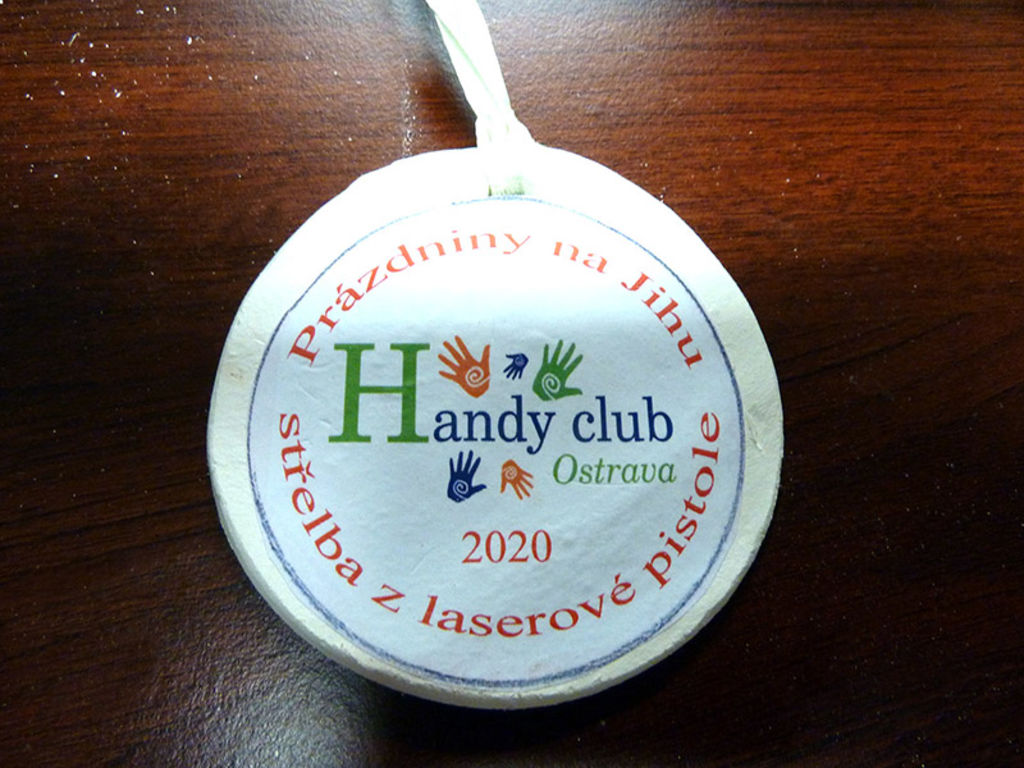 Prázdniny na Jihu
Handy club
Ostrava
2020
střelba z laserové pistole